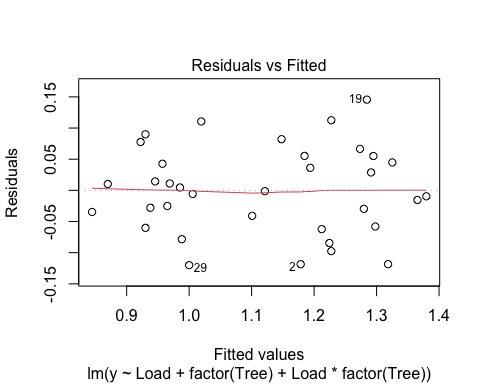 Residuals vs Fitted
Residuals
0.15
0.05
-0.05
-0.15
19
29
2
0.9 1.0 1.1 1.2 1.3 1.4
Fitted values
lm(y ~ Load + factor(Tree) + Load * factor(Tree))